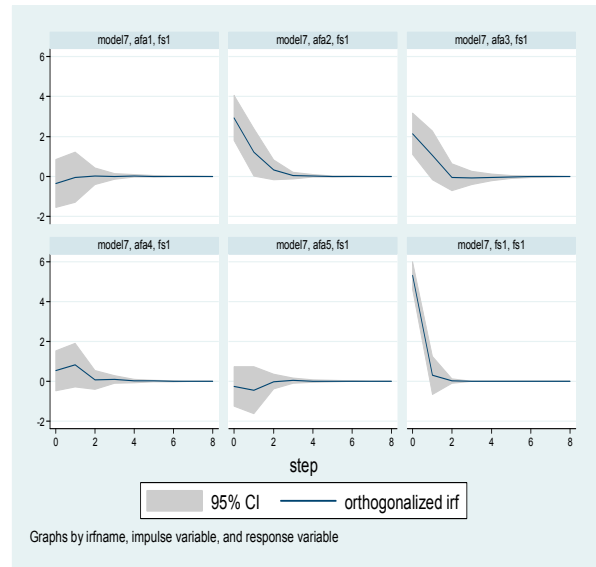 model7, afa1, fs1
model7, afa2, fs1
model7, afa3, fs1
6
4
2
0
-2
model7, afa4, fs1
model7, afa5, fs1
model7, fs1, fs1
6
4
2
0
-2
0 2 4 6 8
0 2 4 6 8
0 2 4 6 8
step
95% CI
orthogonalized irf
Graphs by irfname, impulse variable, and response variable